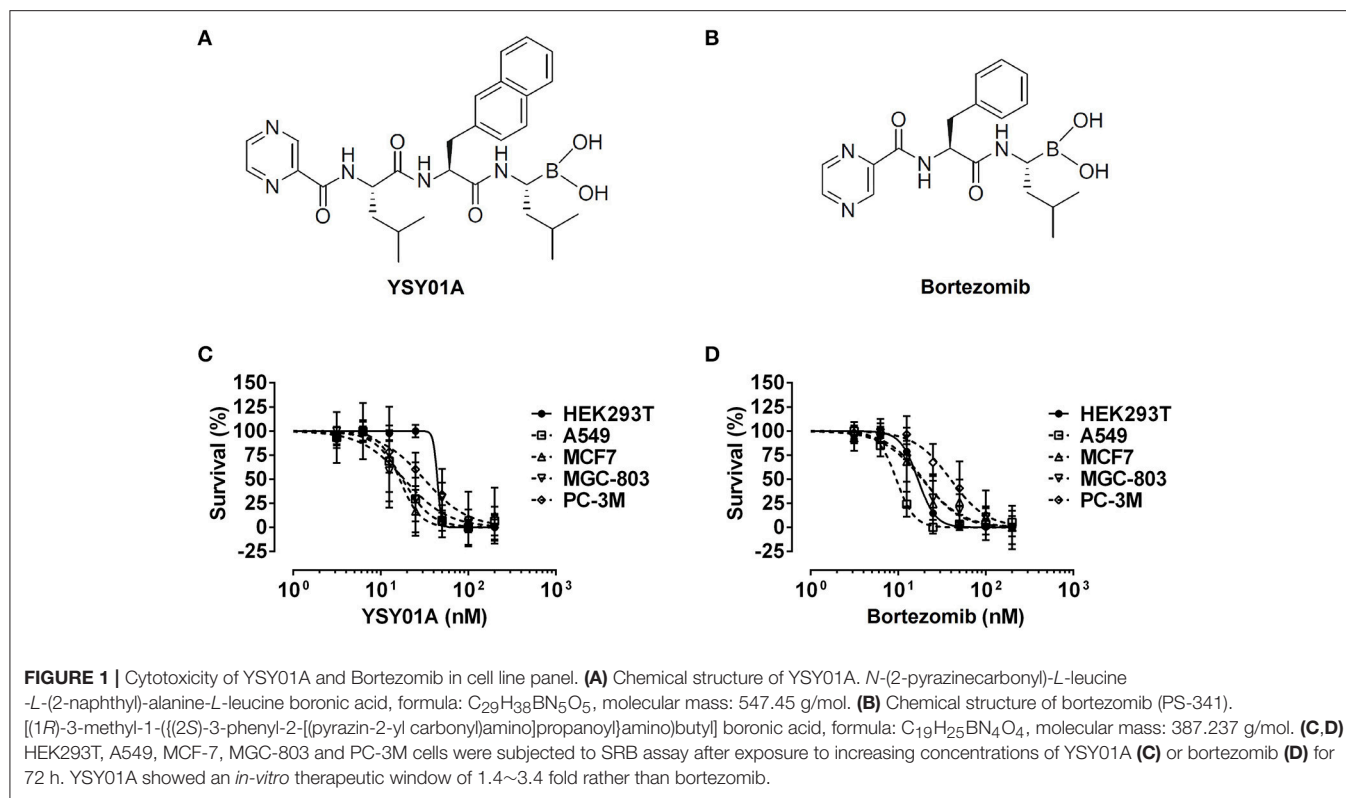 A
B
N
N
O
H
N
O
N
H
O
H
N
B
OH
OH
O
YSY01A
N
N
O
N
H
O
H
N
B
OH
OH
Bortezomib
C
Survival (%)
150
125
100
75
50
25
0
-25
10⁰
10¹
10²
10³
YSY01A (nM)
HEK293T
A549
MCF7
MGC-803
PC-3M
D
Survival (%)
150
125
100
75
50
25
0
-25
10⁰
10¹
10²
10³
Bortezomib (nM)
HEK293T
A549
MCF7
MGC-803
PC-3M
FIGURE 1 | Cytotoxicity of YSY01A and Bortezomib in cell line panel. (A) Chemical structure of YSY01A. N-(2-pyrazinecarbonyl)-L-leucine
-L-(2-naphthyl)-alanine-L-leucine boronic acid, formula: C₂₉H₃₈BN₅O₅, molecular mass: 547.45 g/mol. (B) Chemical structure of bortezomib (PS-341).
[(1R)-3-methyl-1-({(2S)-3-phenyl-2-[(pyrazin-2-yl carbonyl)amino]propanoyl}amino)butyl] boronic acid, formula: C₁₉H₂₅BN₄O₄, molecular mass: 387.237 g/mol. (C,D)
HEK293T, A549, MCF-7, MGC-803 and PC-3M cells were subjected to SRB assay after exposure to increasing concentrations of YSY01A (C) or bortezomib (D) for
72 h. YSY01A showed an in-vitro therapeutic window of 1.4~3.4 fold rather than bortezomib.